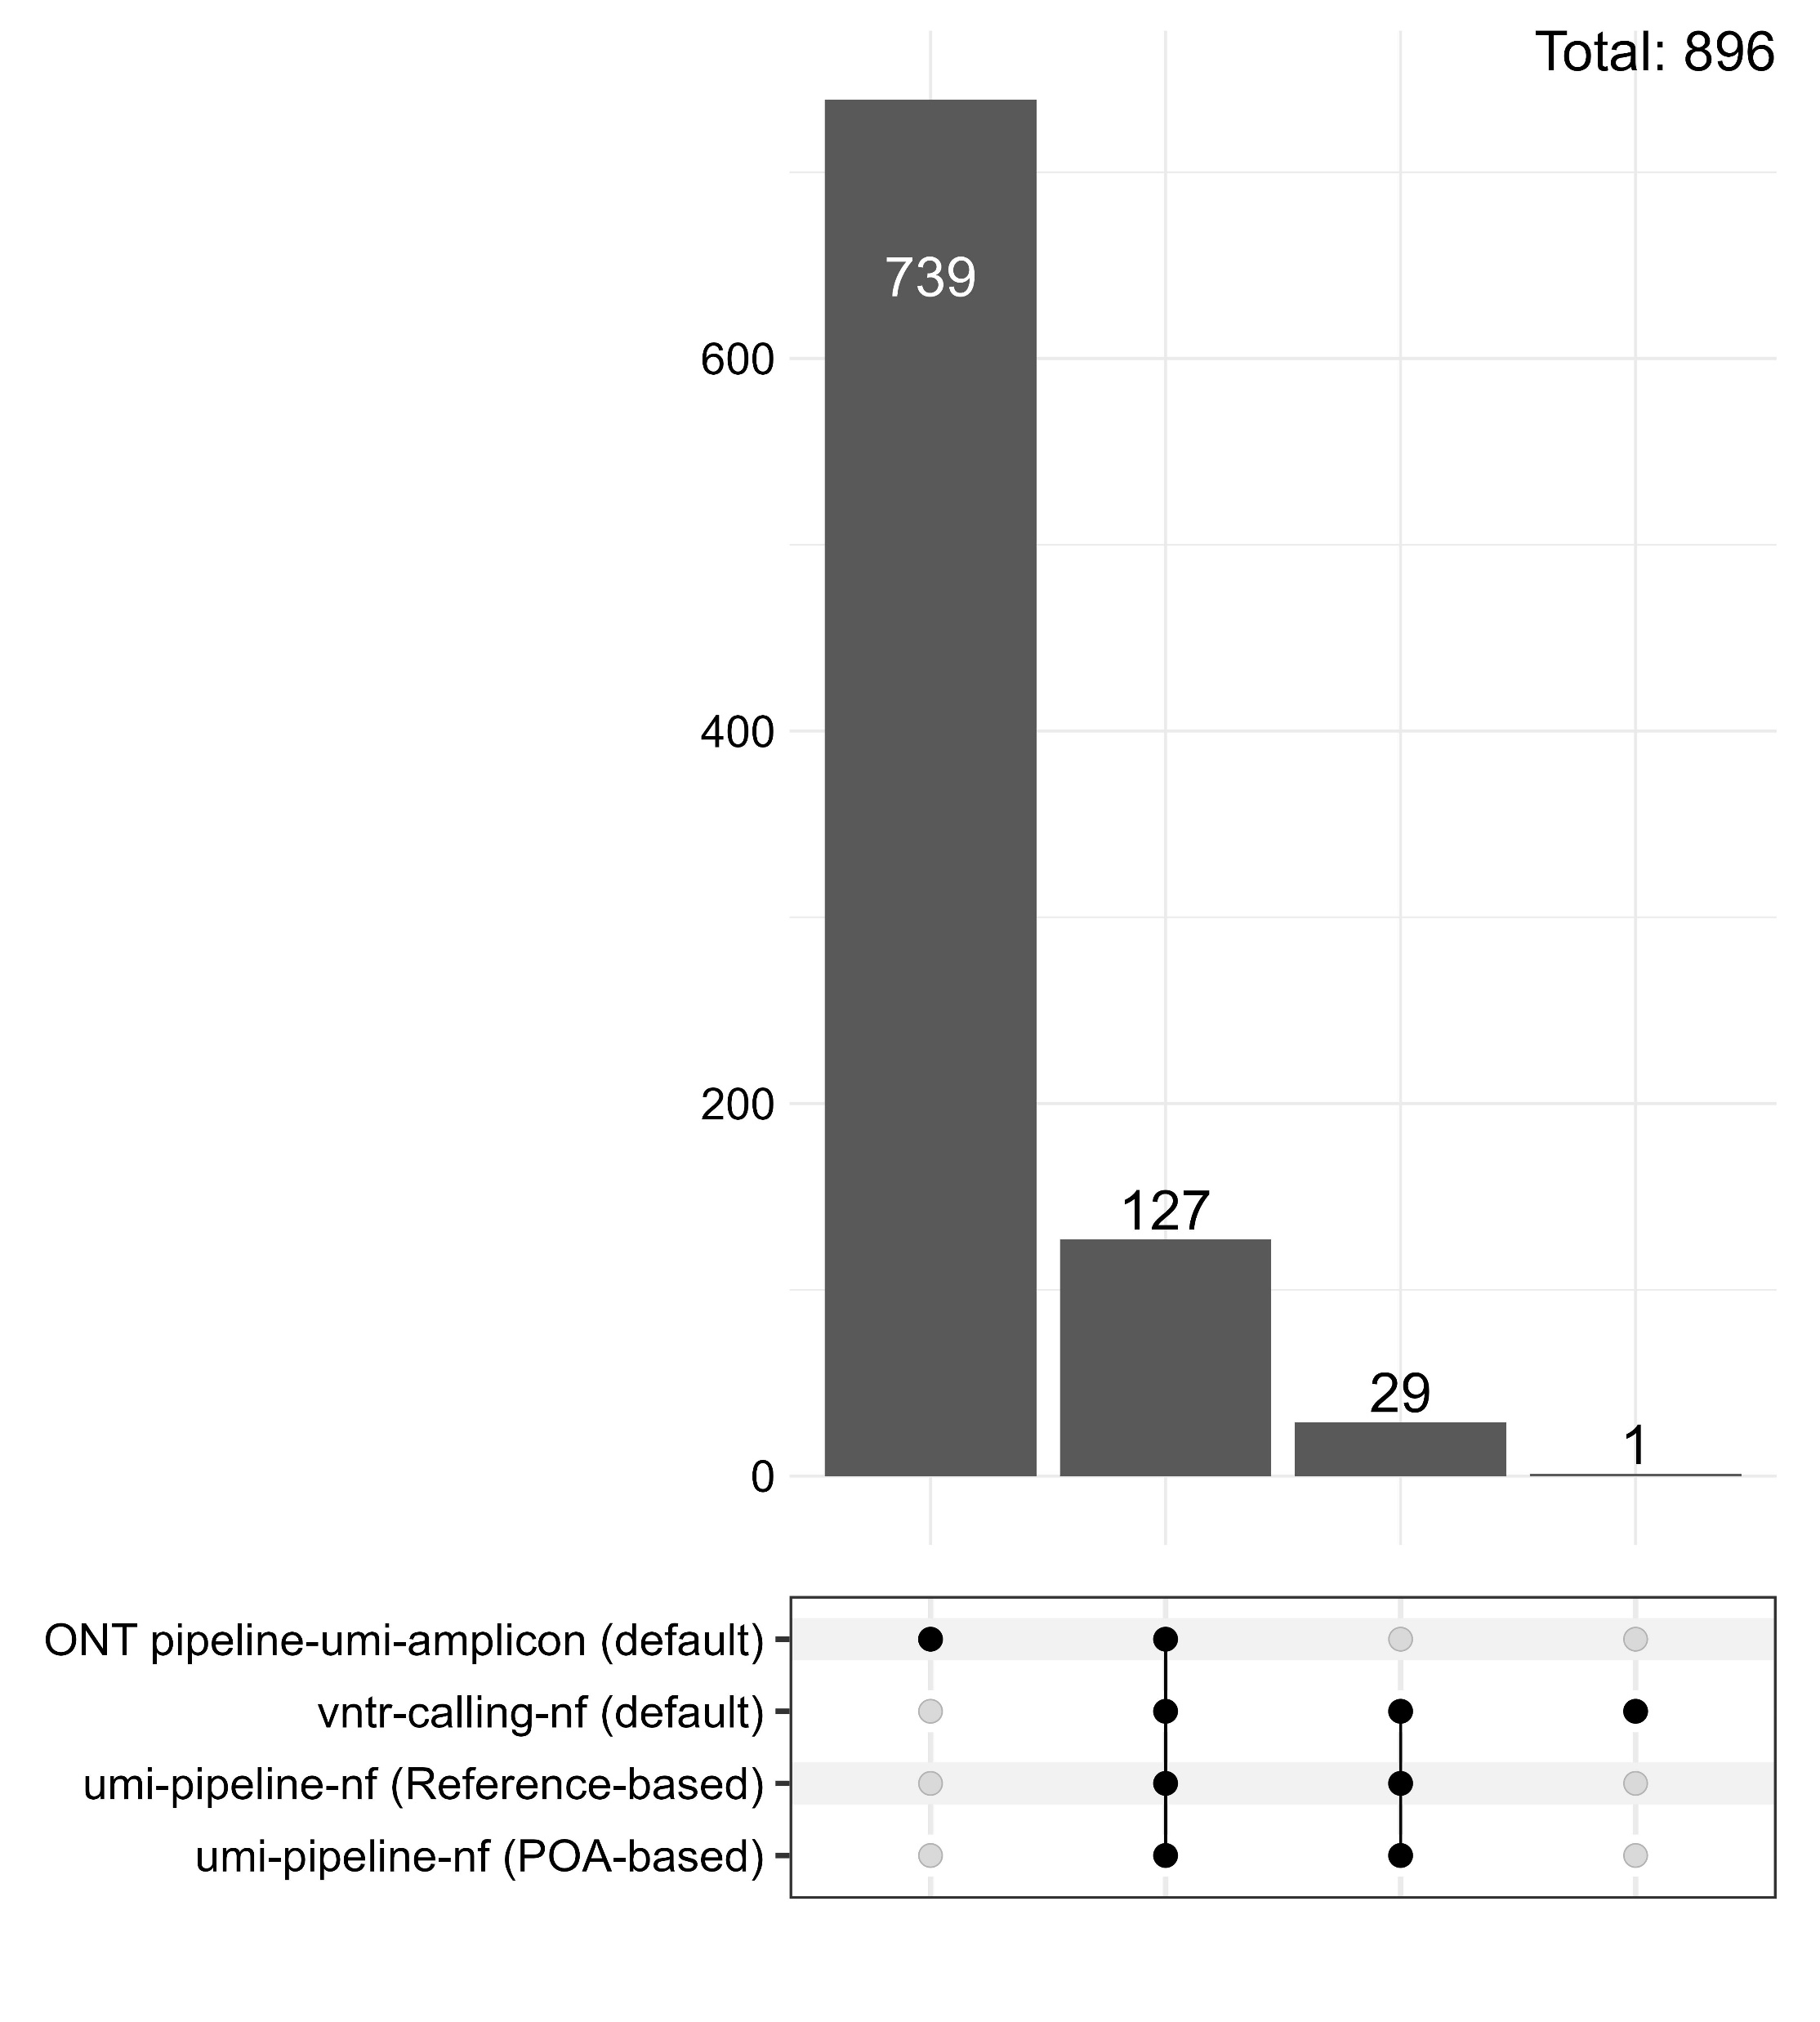 Total: 896
739
600
400
200
127
29
1
0
ONT pipeline-umi-amplicon (default)
vntr-calling-nf (default)
umi-pipeline-nf (Reference-based)
umi-pipeline-nf (POA-based)